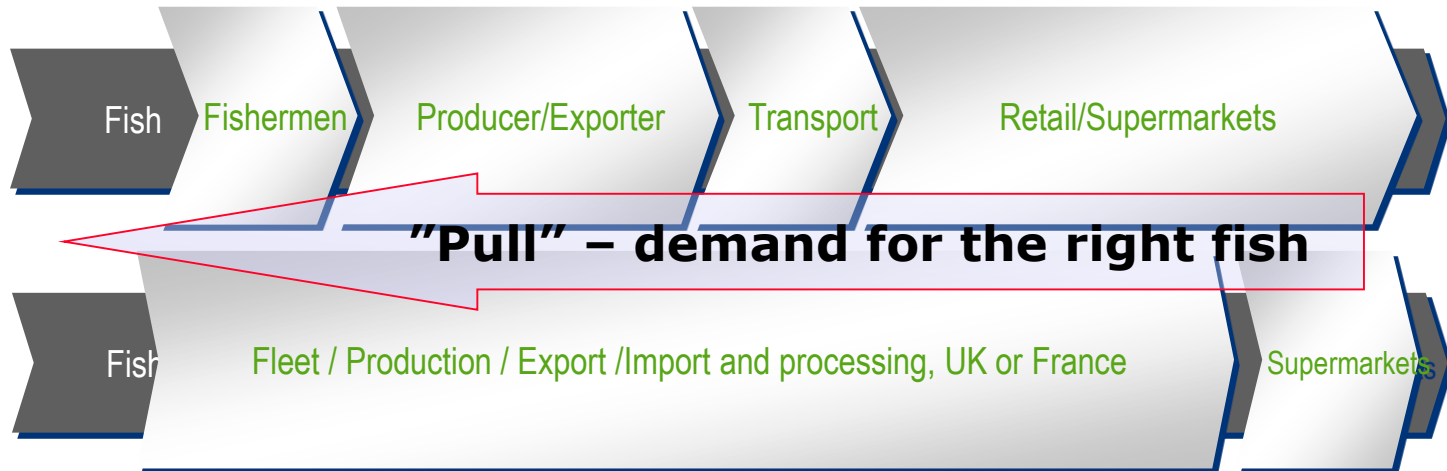 Fish Fishermen Producer/Exporter Transport Retail/Supermarkets
”Pull” – demand for the right fish
Fish Fleet / Production / Export /Import and processing, UK or France Supermarkets